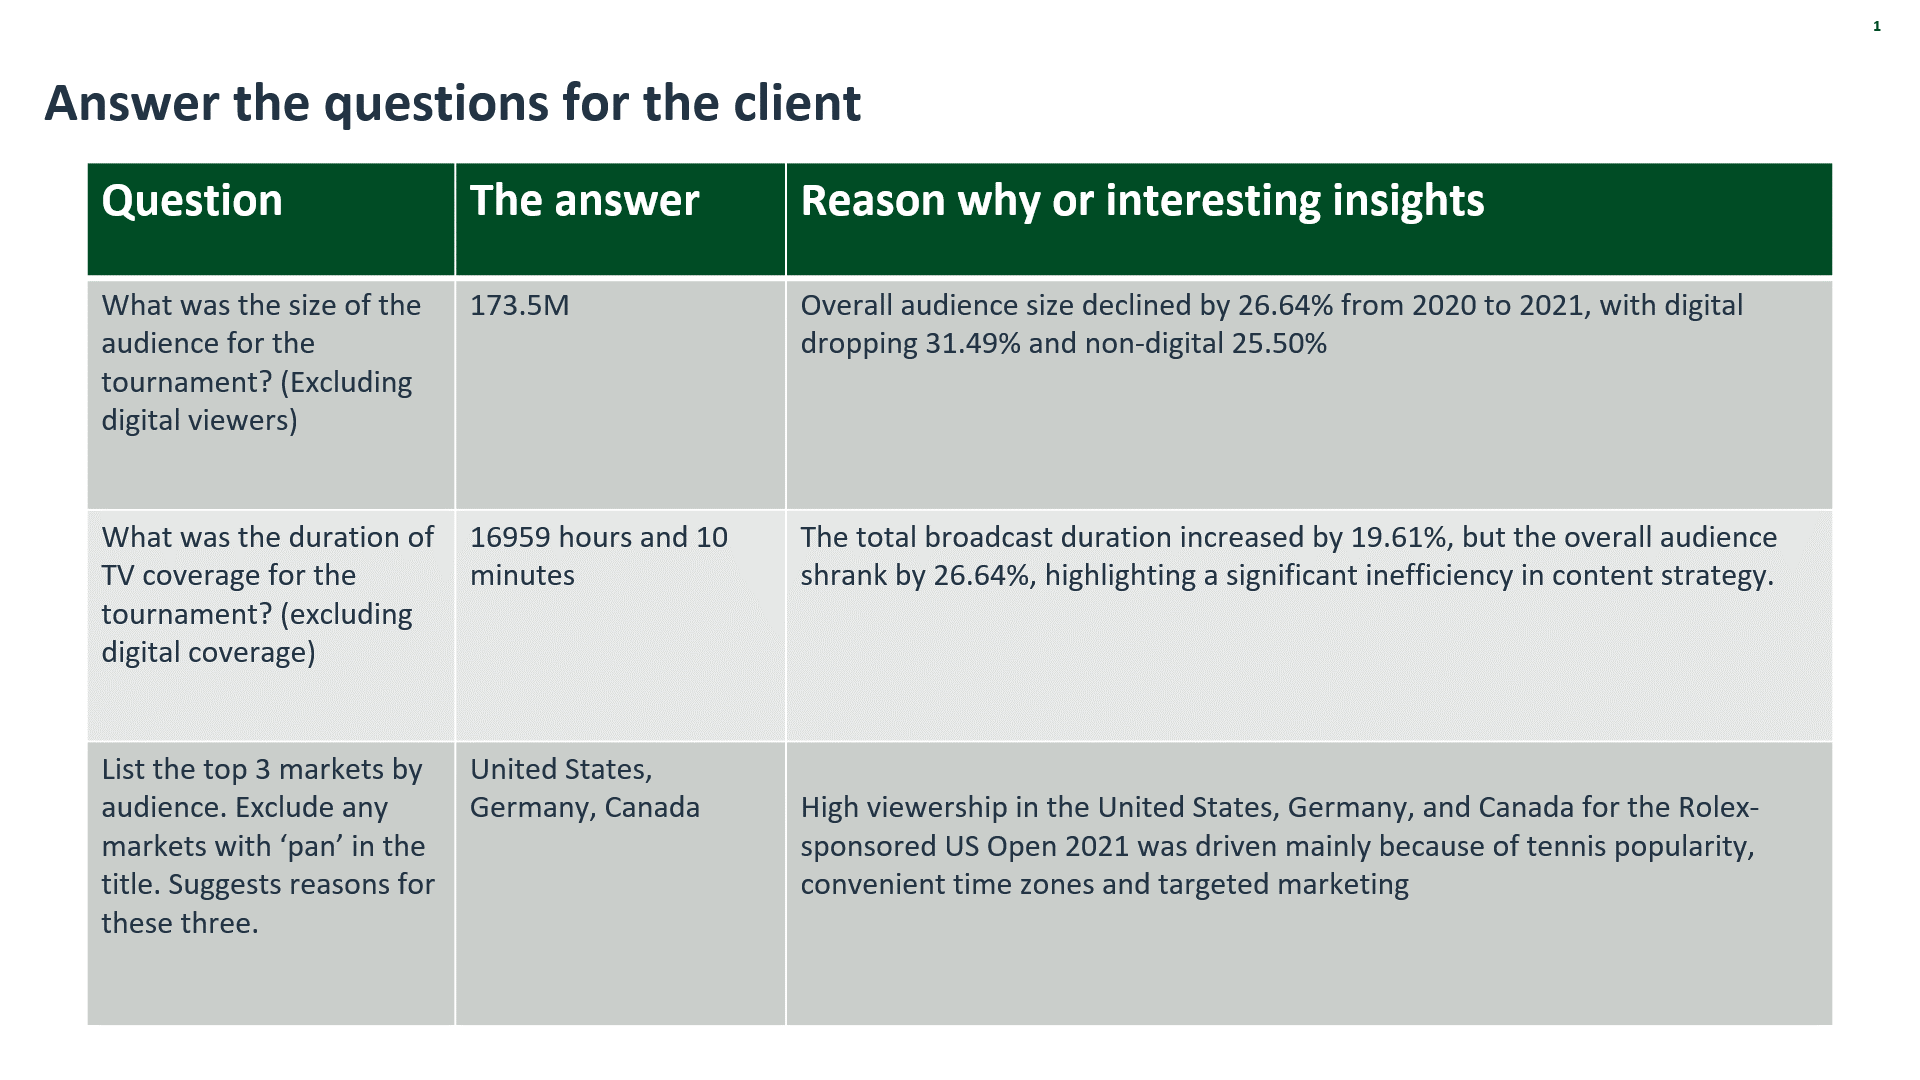 1
Answer the questions for the client
Question
The answer
Reason why or interesting insights
What was the size of the
audience for the
tournament? (Excluding
digital viewers)
173.5M
Overall audience size declined by 26.64% from 2020 to 2021, with digital
dropping 31.49% and non-digital 25.50%
What was the duration of
TV coverage for the
tournament? (excluding
digital coverage)
16959 hours and 10
minutes
The total broadcast duration increased by 19.61%, but the overall audience
shrank by 26.64%, highlighting a significant inefficiency in content strategy.
List the top 3 markets by
audience. Exclude any
markets with ‘pan’ in the
title. Suggests reasons for
these three.
United States,
Germany, Canada
High viewership in the United States, Germany, and Canada for the Rolex-
sponsored US Open 2021 was driven mainly because of tennis popularity,
convenient time zones and targeted marketing